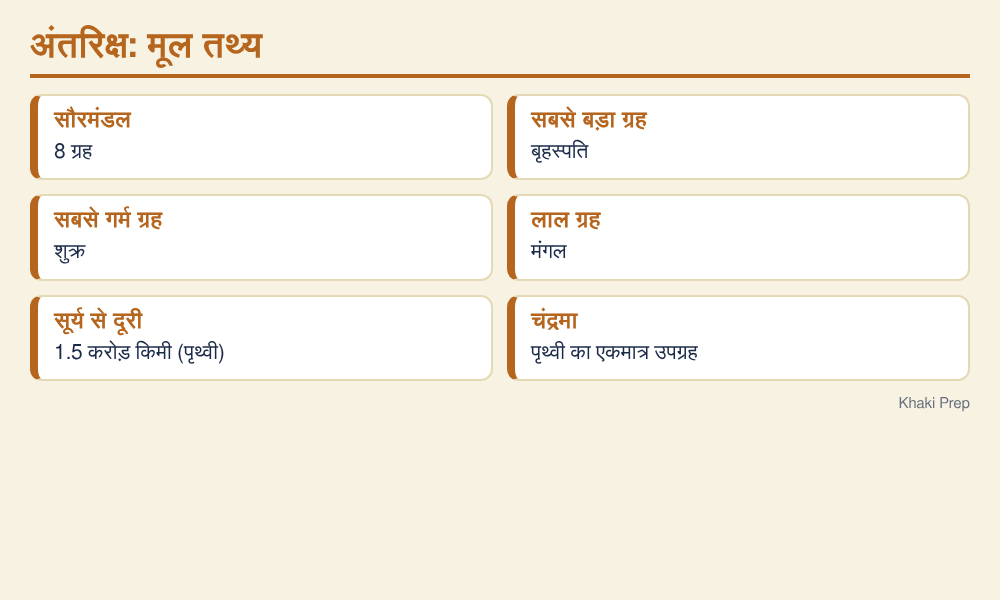 अंतरिक्ष: मूल तथ्य
सौरमंडल
8 ग्रह
सबसे बड़ा ग्रह
बृहस्पति
सबसे गर्म ग्रह
शुक्र
लाल ग्रह
मंगल
सूर्य से दूरी
1.5 करोड़ किमी (पृथ्वी)
चंद्रमा
पृथ्वी का एकमात्र उपग्रह
Khaki Prep